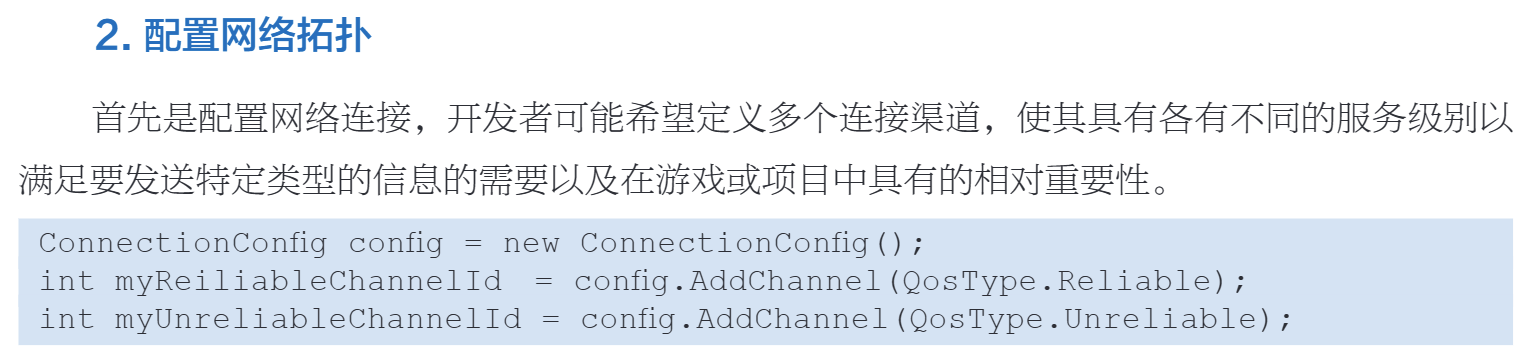 2. 配置网络拓扑
首先是配置网络连接，开发者可能希望定义多个连接渠道，使其具有各有不同的服务级别以
满足要发送特定类型的信息的需要以及在游戏或项目中具有的相对重要性。
ConnectionConfig config = new ConnectionConfig();
int myReiliableChannelId = config.AddChannel(QosType.Reliable);
int myUnreliableChannelId = config.AddChannel(QosType.Unreliable);